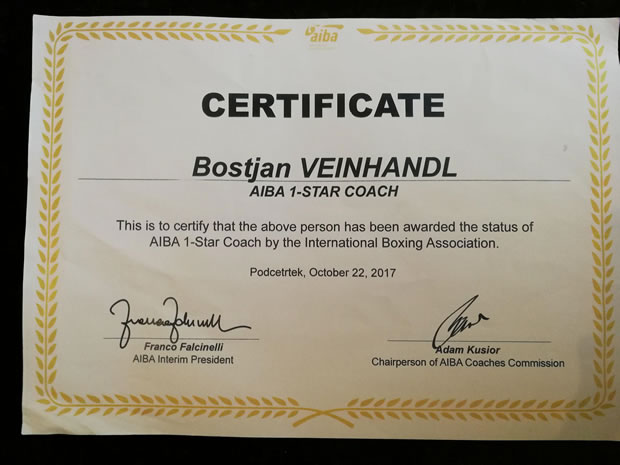 aiba
CERTIFICATE
Bostjan VEINHANDL
AIBA 1-STAR COACH
This is to certify that the above person has been awarded the status of
AIBA 1-Star Coach by the International Boxing Association.
Podcetrtek, October 22, 2017
Franco Falcinelli
AIBA Interim President
Adam Kusior
Chairperson of AIBA Coaches Commission